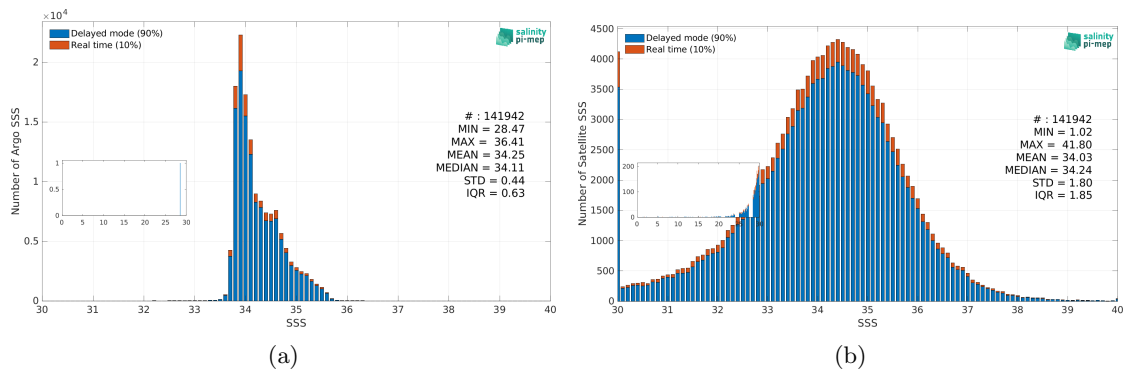 ×10⁴
Delayed mode (90%)
Real time (10%)
salinity
pi-mep
# : 141942
MIN = 28.47
MAX = 36.41
MEAN = 34.25
MEDIAN = 34.11
STD = 0.44
IQR = 0.63
Number of Argo SSS
2
1.5
1
0.5
0
1
0.5
0
0 5 10 15 20 25 30
30 31 32 33 34 35 36 37 38 39 40
SSS
(a)
Delayed mode (90%)
Real time (10%)
salinity
pi-mep
# : 141942
MIN = 1.02
MAX = 41.80
MEAN = 34.03
MEDIAN = 34.24
STD = 1.80
IQR = 1.85
Number of Satellite SSS
4500
4000
3500
3000
2500
2000
1500
1000
500
0
200
100
0
0 5 10 15 20 25 30
30 31 32 33 34 35 36 37 38 39 40
SSS
(b)